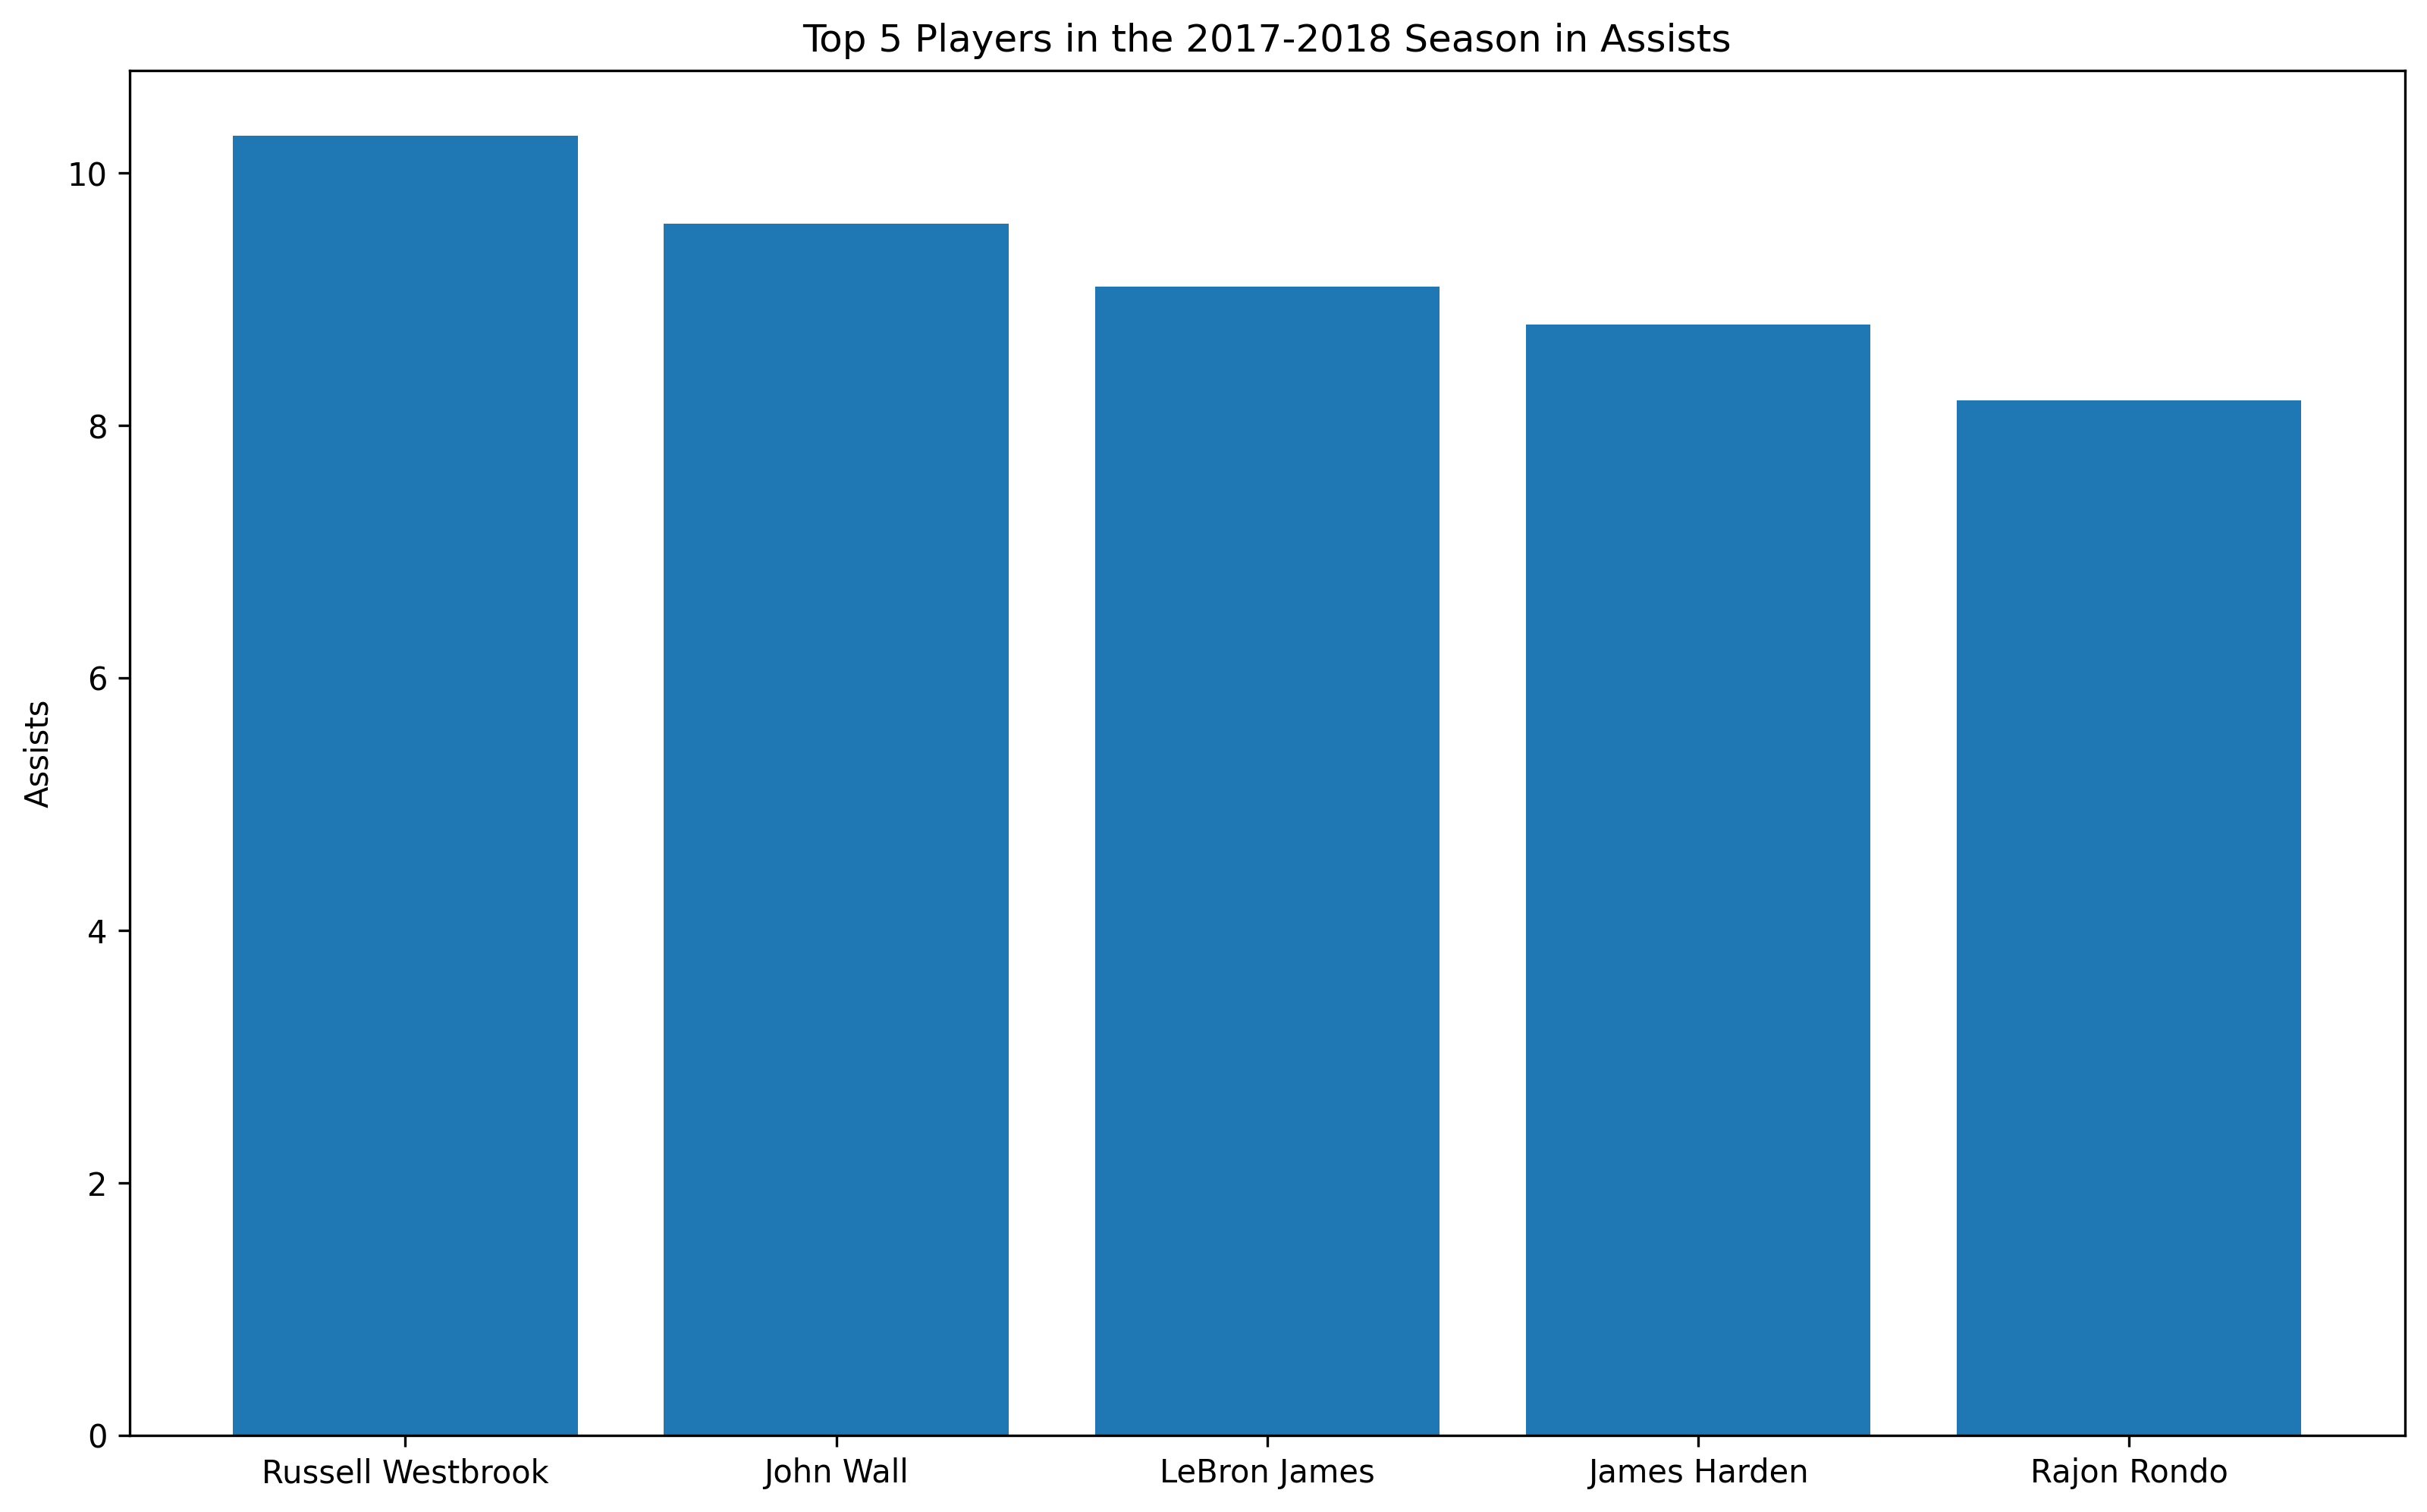 Top 5 Players in the 2017-2018 Season in Assists
10
8
6
4
2
0
Assists
Russell Westbrook
John Wall
LeBron James
James Harden
Rajon Rondo